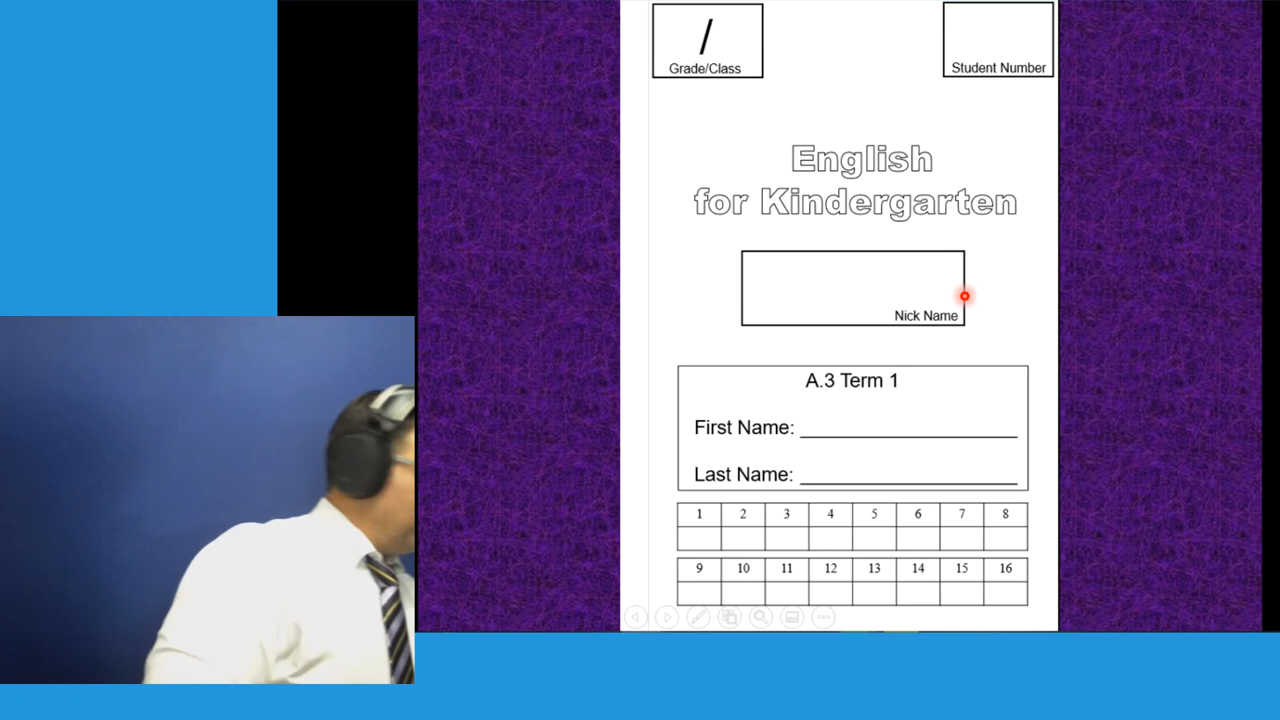 /
Grade/Class
Student Number
English
for Kindergarten
Nick Name
A.3 Term 1
First Name:
Last Name:
1 2 3 4 5 6 7 8
9 10 11 12 13 14 15 16